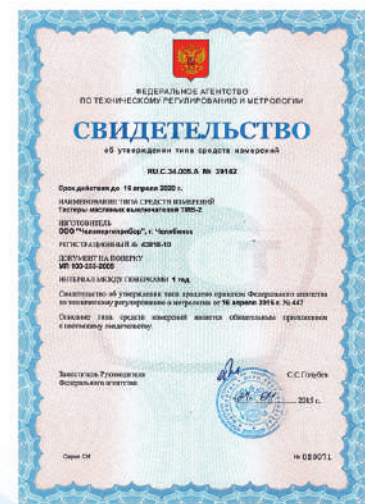 ФЕДЕРАЛЬНОЕ АГЕНТСТВО
ПО ТЕХНИЧЕСКОМУ РЕГУЛИРОВАНИЮ И МЕТРОЛОГИИ
СВИДЕТЕЛЬСТВО
об утверждении типа средств измерений
RU.C.34.005.A № 39142
Срок действия до 16 апреля 2020 г.
НАИМЕНОВАНИЕ ТИПА СРЕДСТВ ИЗМЕРЕНИЙ
Тестеры масляных выключателей ТМВ-2
ИЗГОТОВИТЕЛЬ
ООО "Челэнергоприбор", г. Челябинск
РЕГИСТРАЦИОННЫЙ №
ДОКУМЕНТ НА ПОВЕРКУ
ИНТЕРВАЛ МЕЖДУ ПОВЕРКАМИ 1 год
Свидетельство об утверждении типа продлено приказом Федерального агентства
по техническому регулированию и метрологии от 16 апреля 2015 г. № 447
Описание типа средств измерений является обязательным приложением
к настоящему свидетельству.
Заместитель Руководителя
Федерального агентства
С.С.Голубев
2015 г.
Серия СИ